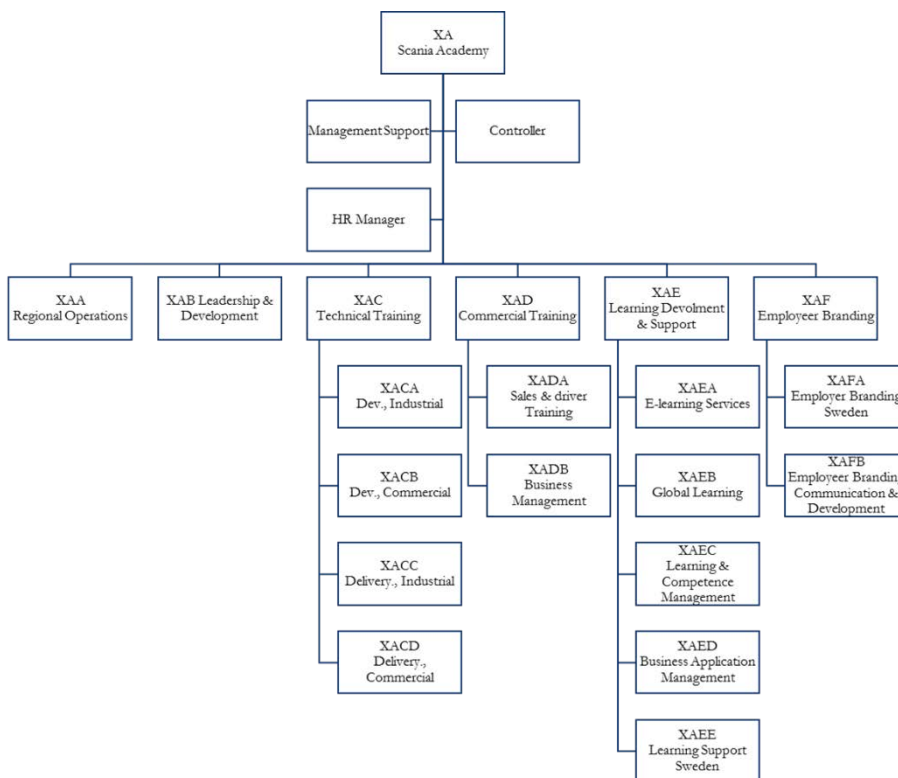 XA
Scania Academy
Management Support
Controller
HR Manager
XAA
Regional Operations
XAB Leadership &
Development
XAC
Technical Training
XAD
Commercial Training
XAE
Learning Devolment
& Support
XAF
Employeer Branding
XACA
Dev., Industrial
XADA
Sales & driver
Training
XAEA
E-learning Services
XAFA
Employer Branding
Sweden
XACB
Dev., Commercial
XADB
Business
Management
XAEB
Global Learning
XAFB
Employeer Branding
Communication &
Development
XACC
Delivery., Industrial
XAEC
Learning &
Competence
Management
XACD
Delivery.,
Commercial
XAED
Business Application
Management
XAEE
Learning Support
Sweden